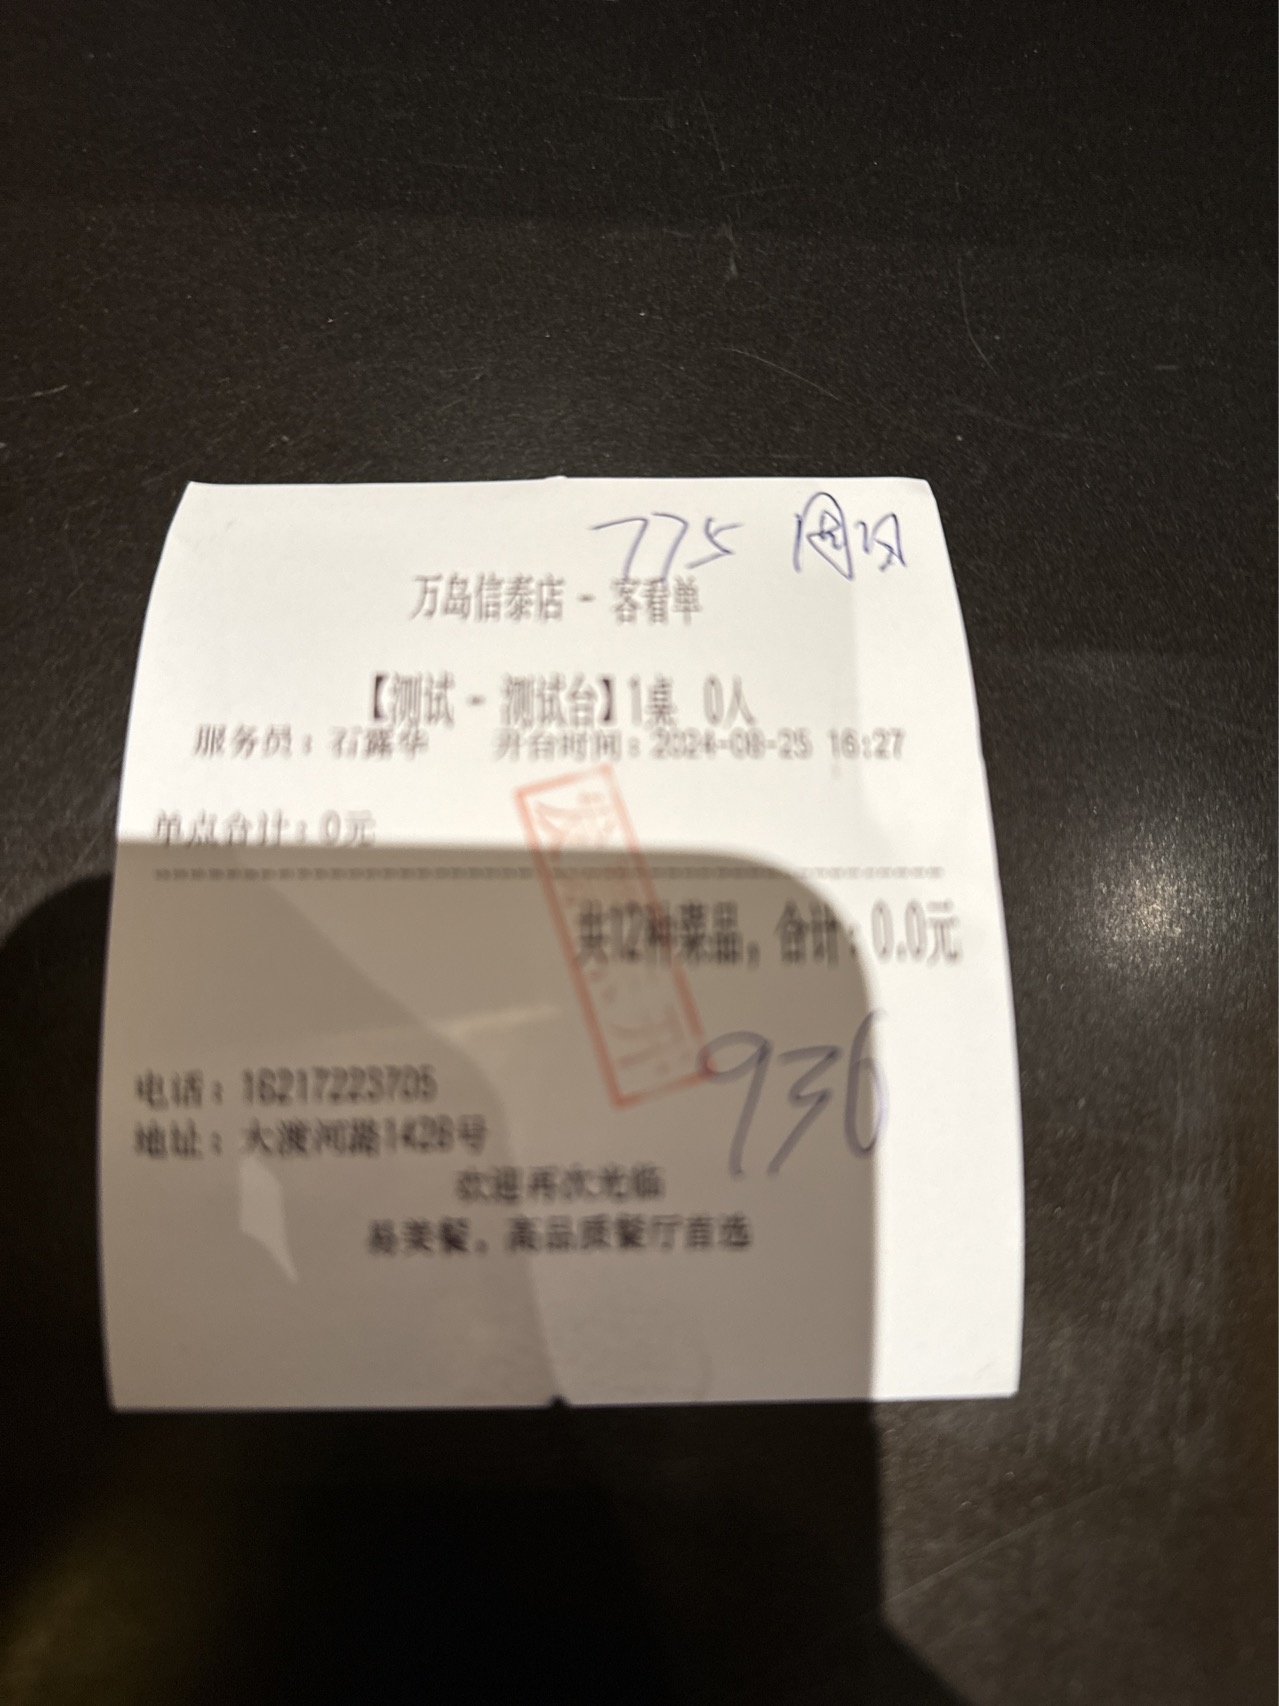 775
万岛信泰店 - 客看单
【测试 - 测试台】1桌 0人
服务员：石露华 开台时间：2024-08-25 16:27
单点合计：0元
共12种菜品，合计：0.0元
936
电话：16217223705
地址：大渡河路1428号
欢迎再次光临
易美餐，高品质餐厅首选